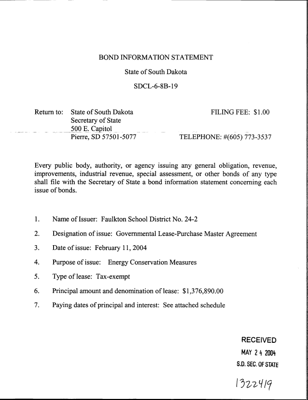 BOND INFORMATION STATEMENT
State of South Dakota
SDCL-6-8B-19
Return to: State of South Dakota FILING FEE: $1.00
Secretary of State
500 E. Capitol
Pierre, SD 57501-5077 TELEPHONE: #(605) 773-3537
Every public body, authority, or agency issuing any general obligation, revenue,
improvements, industrial revenue, special assessment, or other bonds of any type
shall file with the Secretary of State a bond information statement concerning each
issue of bonds.
1. Name of Issuer: Faulkton School District No. 24-2
2. Designation of issue: Governmental Lease-Purchase Master Agreement
3. Date of issue: February 11, 2004
4. Purpose of issue: Energy Conservation Measures
5. Type of lease: Tax-exempt
6. Principal amount and denomination of lease: $1,376,890.00
7. Paying dates of principal and interest: See attached schedule
RECEIVED
MAY 24 2004
S.D. SEC. OF STATE
1322419